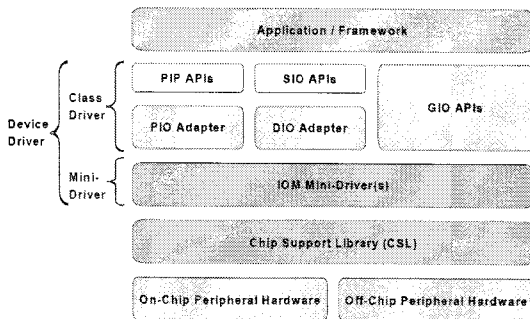 Application / Framework
PIP APIs
SIO APIs
GIO APIs
Class
Driver
Device
Driver
PIO Adapter
DIO Adapter
Mini-
Driver
IOM Mini-Driver(s)
Chip Support Library (CSL)
On-Chip Peripheral Hardware
Off-Chip Peripheral Hardware